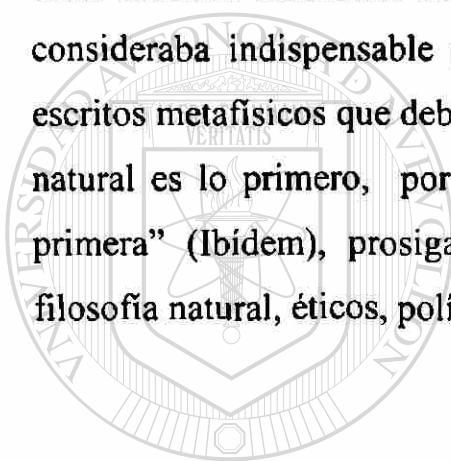 consideraba indispensable
escritos metafísicos que deb
natural es lo primero, por
primera” (Ibídem), prosiga
filosofía natural, éticos, polí
VERITATIS